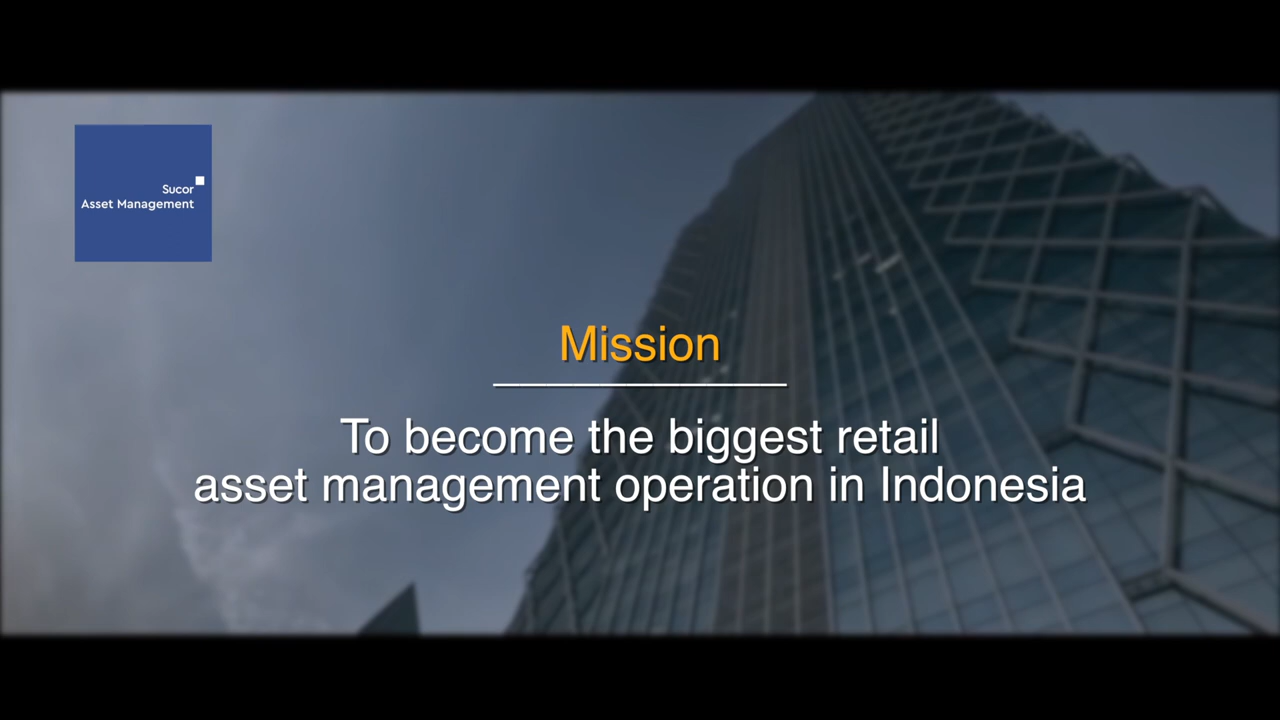 Sucor
Asset Management
Mission
To become the biggest retail
asset management operation in Indonesia